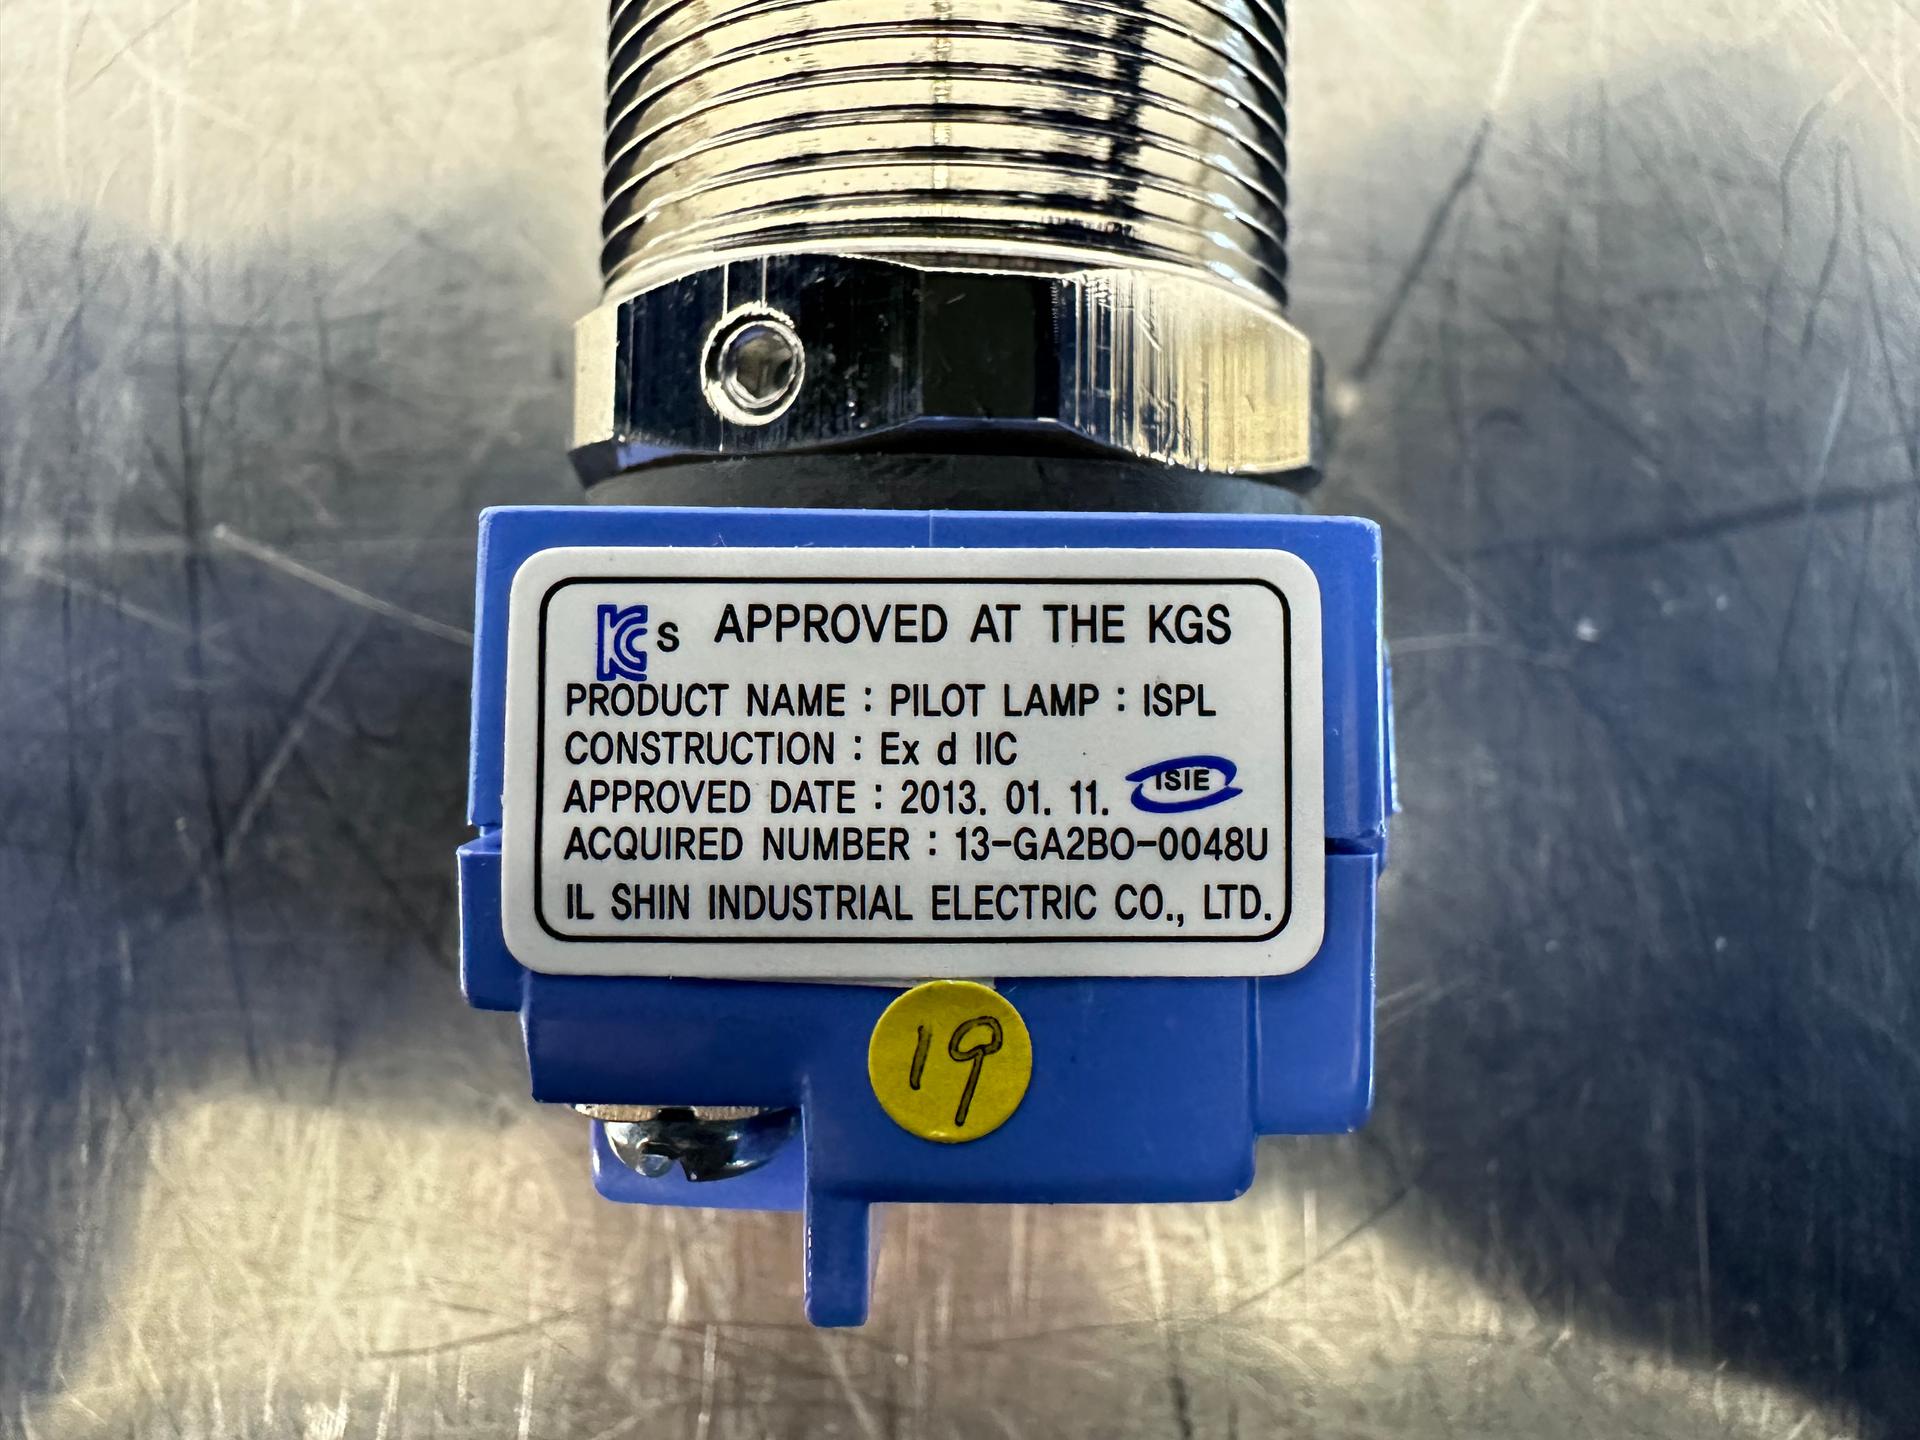 KC s APPROVED AT THE KGS
PRODUCT NAME : PILOT LAMP : ISPL
CONSTRUCTION : Ex d IIC
APPROVED DATE : 2013. 01. 11. ISIE
ACQUIRED NUMBER : 13-GA2BO-0048U
IL SHIN INDUSTRIAL ELECTRIC CO., LTD.
19